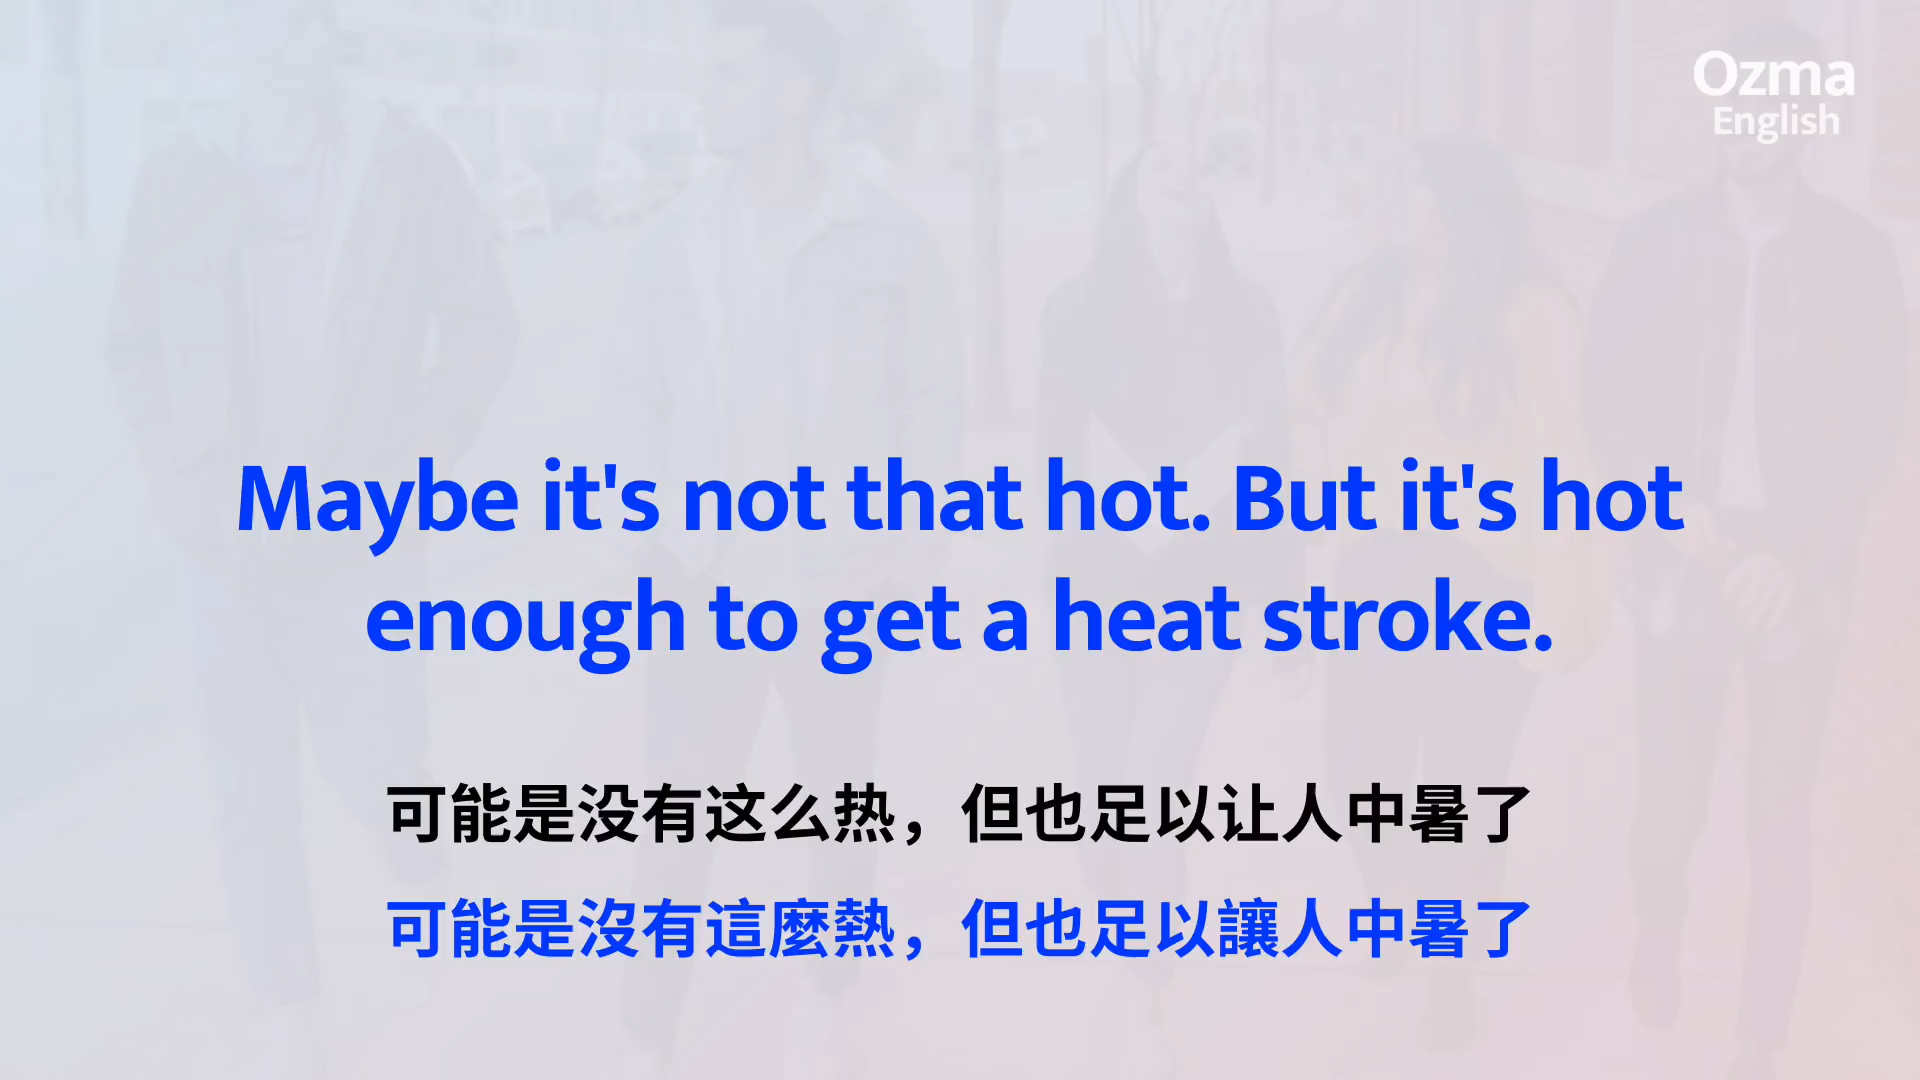 Ozma
English
Maybe it's not that hot. But it's hot
enough to get a heat stroke.
可能是没有这么热，但也足以让人中暑了
可能是沒有這麼熱，但也足以讓人中暑了